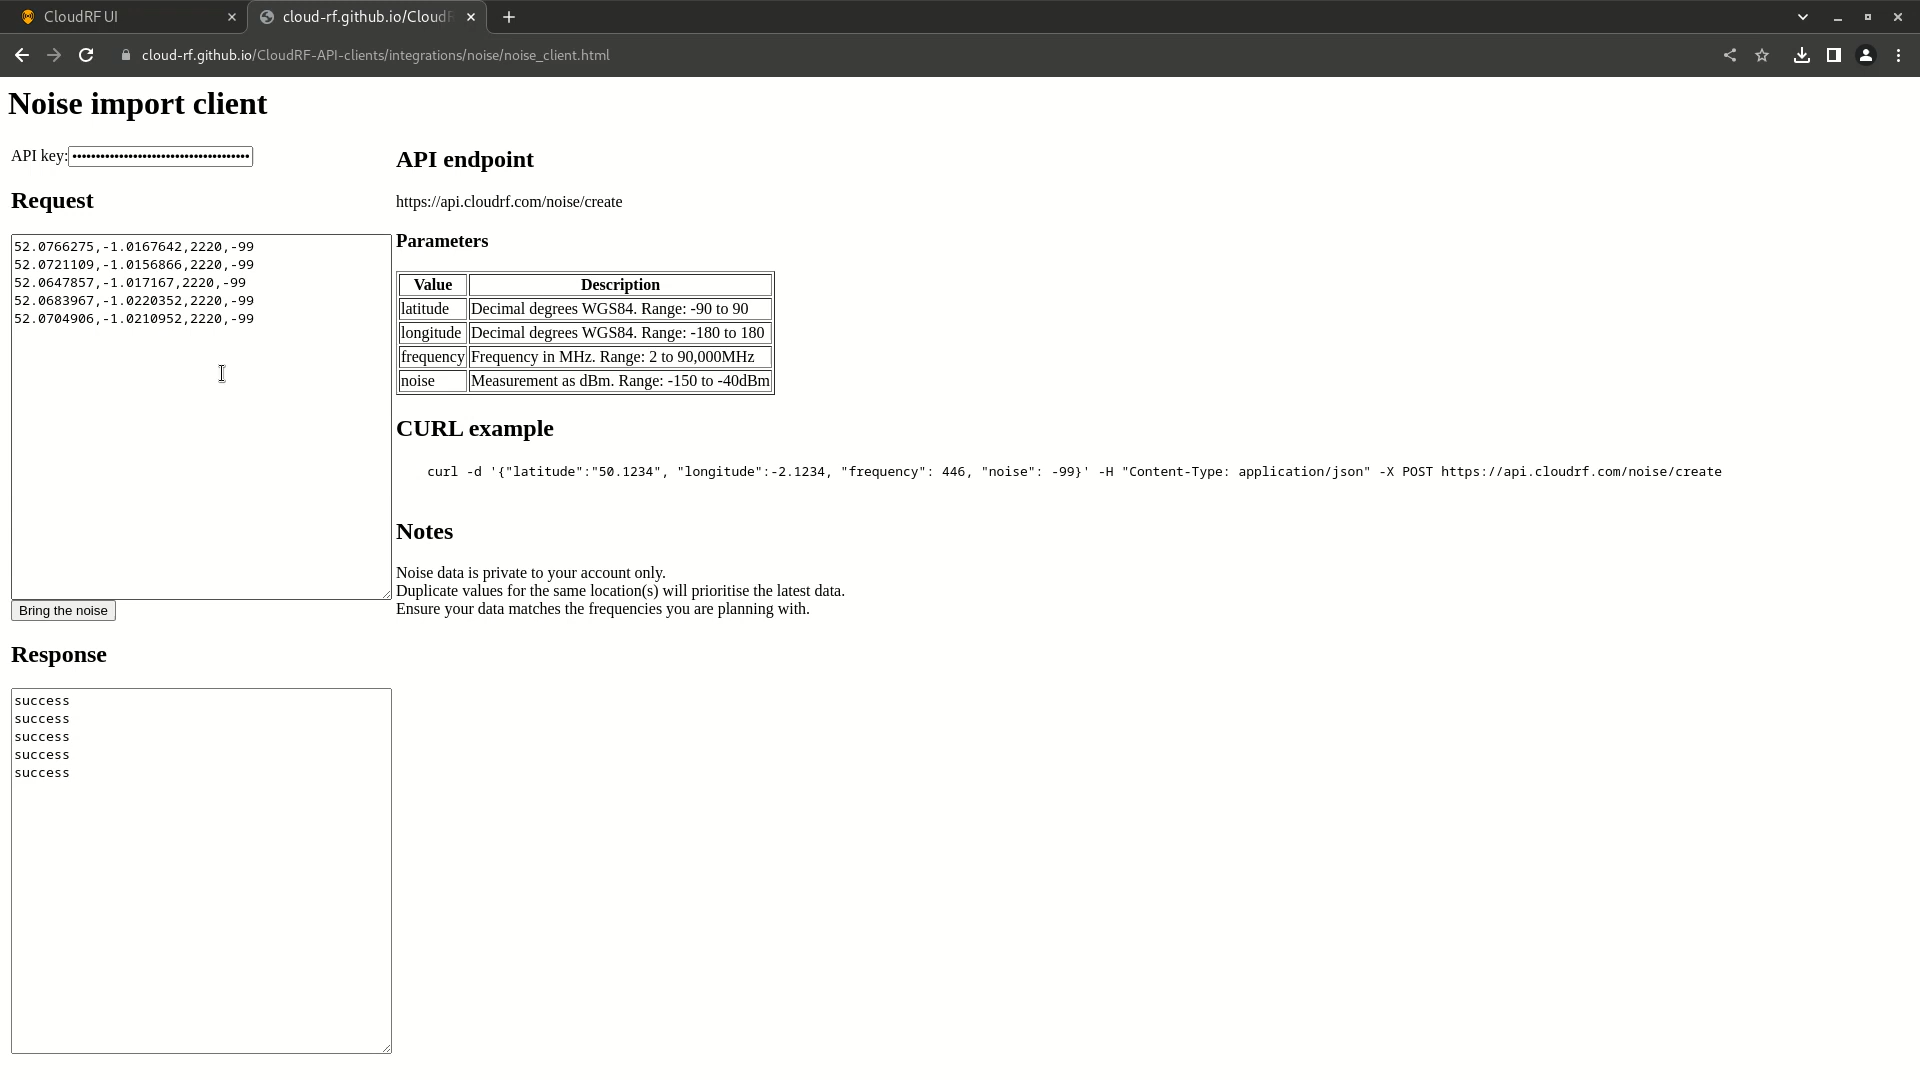 CloudRF UI
cloud-rf.github.io/CloudR
cloud-rf.github.io/CloudRF-API-clients/integrations/noise/noise_client.html
Noise import client
API key:
Request
52.0766275,-1.0167642,2220,-99
52.0721109,-1.0156866,2220,-99
52.0647857,-1.017167,2220,-99
52.0683967,-1.0220352,2220,-99
52.0704906,-1.0210952,2220,-99
Bring the noise
Response
success
success
success
success
success
API endpoint
https://api.cloudrf.com/noise/create
Parameters
Value Description
latitude Decimal degrees WGS84. Range: -90 to 90
longitude Decimal degrees WGS84. Range: -180 to 180
frequency Frequency in MHz. Range: 2 to 90,000MHz
noise Measurement as dBm. Range: -150 to -40dBm
CURL example
curl -d '{"latitude":"50.1234", "longitude":-2.1234, "frequency": 446, "noise": -99}' -H "Content-Type: application/json" -X POST https://api.cloudrf.com/noise/create
Notes
Noise data is private to your account only.
Duplicate values for the same location(s) will prioritise the latest data.
Ensure your data matches the frequencies you are planning with.